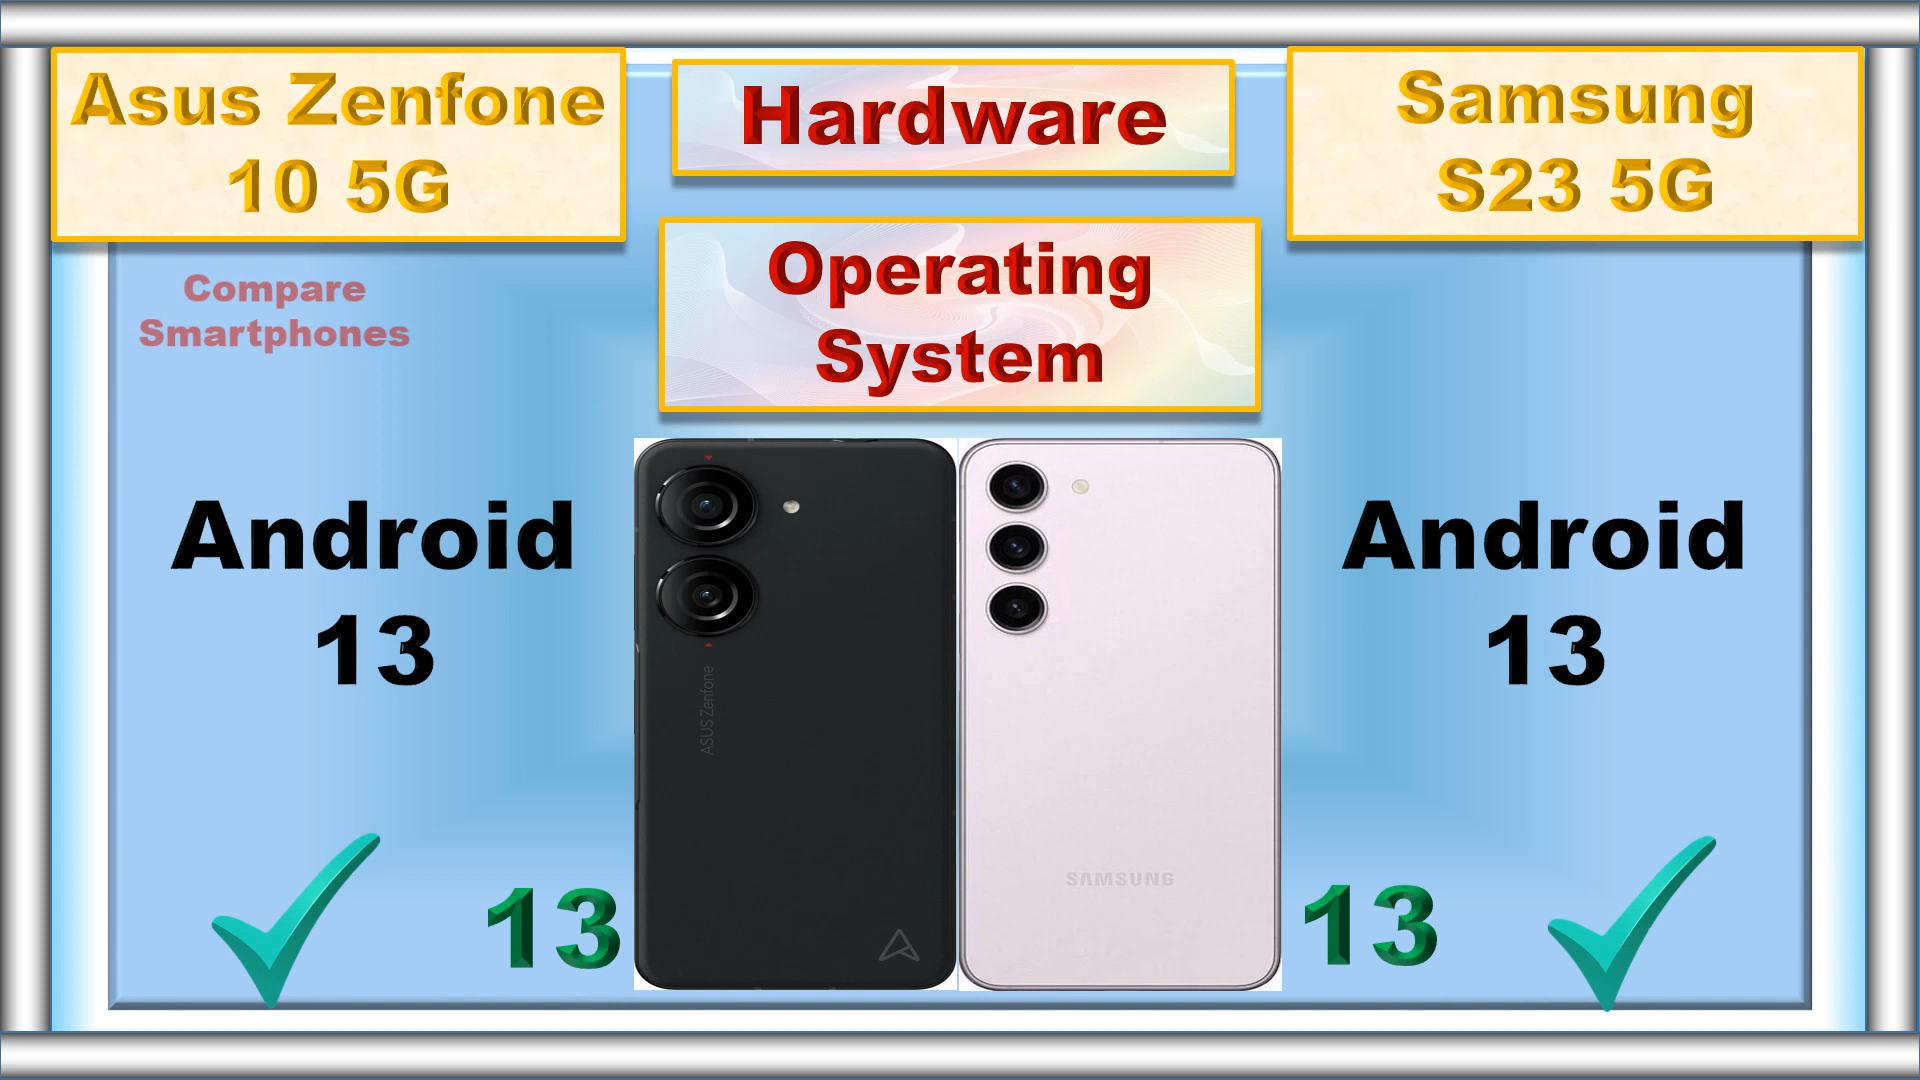 Asus Zenfone
10 5G
Hardware
Samsung
S23 5G
Operating
System
Compare
Smartphones
Android
13
Android
13
ASUS Zenfone
SAMSUNG
13
13